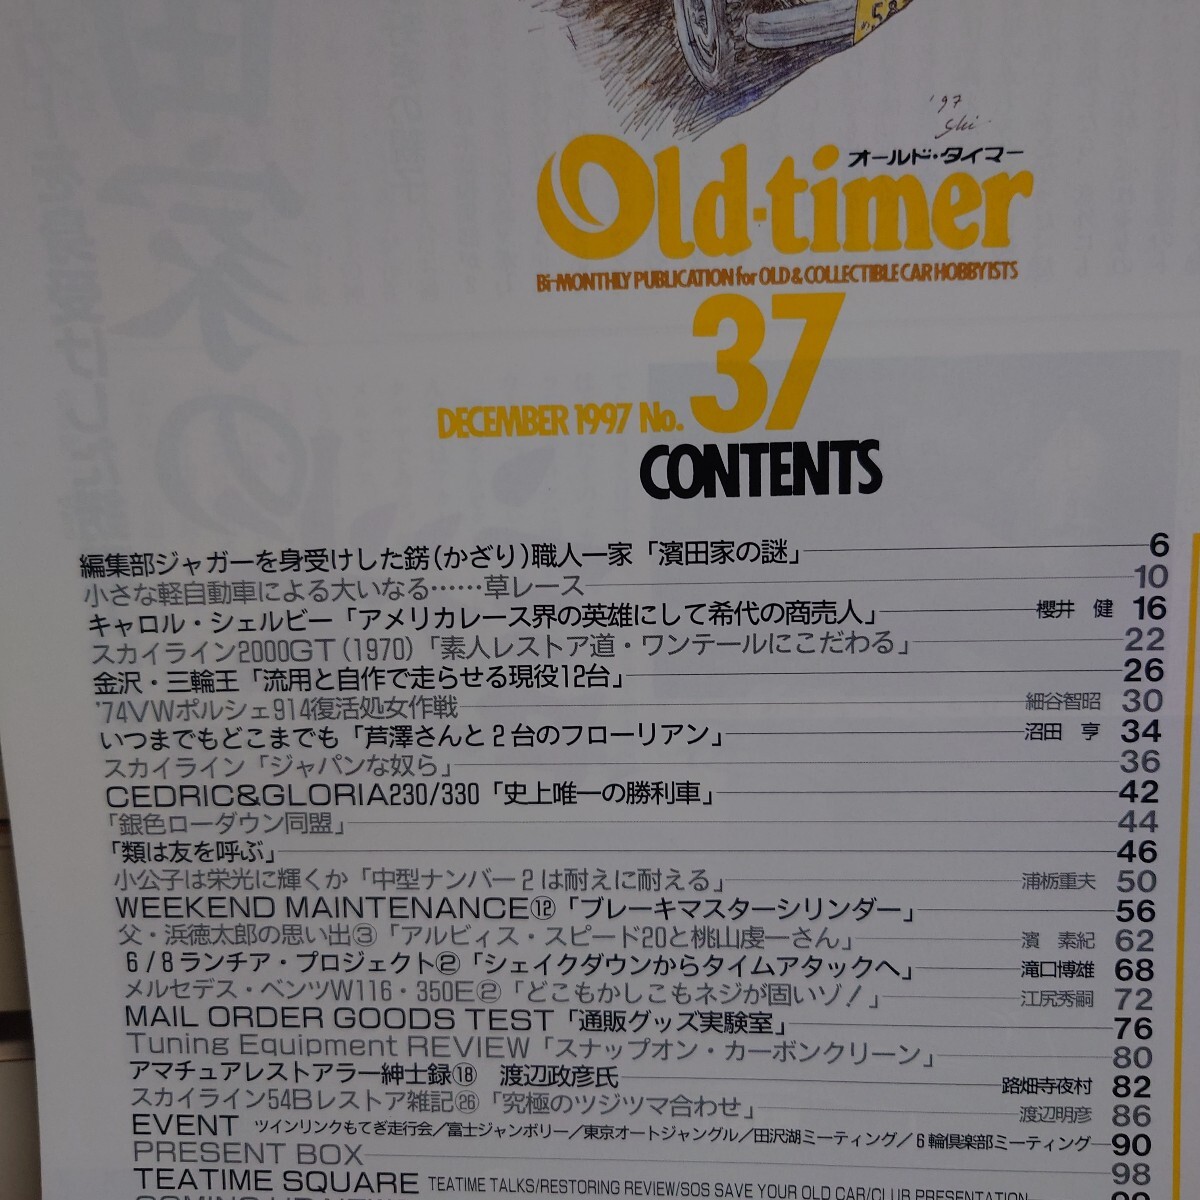 .58
'97
オールド・タイマー
Old-timer
Bi-MONTHLY PUBLICATION for OLD & COLLECTIBLE CAR HOBBYISTS
DECEMBER 1997 No. 37
CONTENTS
編集部ジャガーを身受けした錺(かざり)職人一家「濱田家の謎」 6
小さな軽自動車による大いなる……草レース 10
キャロル・シェルビー「アメリカレース界の英雄にして希代の商売人」 櫻井 健 16
スカイライン2000GT(1970)「素人レストア道・ワンテールにこだわる」 22
金沢・三輪王「流用と自作で走らせる現役12台」 26
'74VWポルシェ914復活処女作戦 細谷智昭 30
いつまでもどこまでも「芦澤さんと2台のフローリアン」 沼田 亨 34
スカイライン「ジャパンな奴ら」 36
CEDRIC&GLORIA230/330「史上唯一の勝利車」 42
「銀色ローダウン同盟」 44
「類は友を呼ぶ」 46
小公子は栄光に輝くか「中型ナンバー2は耐えに耐える」 浦栃重夫 50
WEEKEND MAINTENANCE⑫「ブレーキマスターシリンダー」 56
父・浜徳太郎の思い出③「アルビィス・スピード20と桃山虔一さん」 濱 素紀 62
6/8ランチア・プロジェクト②「シェイクダウンからタイムアタックへ」 滝口博雄 68
メルセデス・ベンツW116・350E②「どこもかしこもネジが固いゾ!」 江尻秀嗣 72
MAIL ORDER GOODS TEST「通販グッズ実験室」 76
Tuning Equipment REVIEW「スナップオン・カーボンクリーン」 80
アマチュアレストアラー紳士録⑱ 渡辺政彦氏 路畑寺夜村 82
スカイライン54Bレストア雑記㉖「究極のツジツマ合わせ」 渡辺明彦 86
EVENT ツインリンクもてぎ走行会/富士ジャンボリー/東京オートジャングル/田沢湖ミーティング/6輪倶楽部ミーティング 90
PRESENT BOX 98
TEATIME SQUARE TEATIME TALKS/RESTORING REVIEW/SOS SAVE YOUR OLD CAR/CLUB PRESENTATION